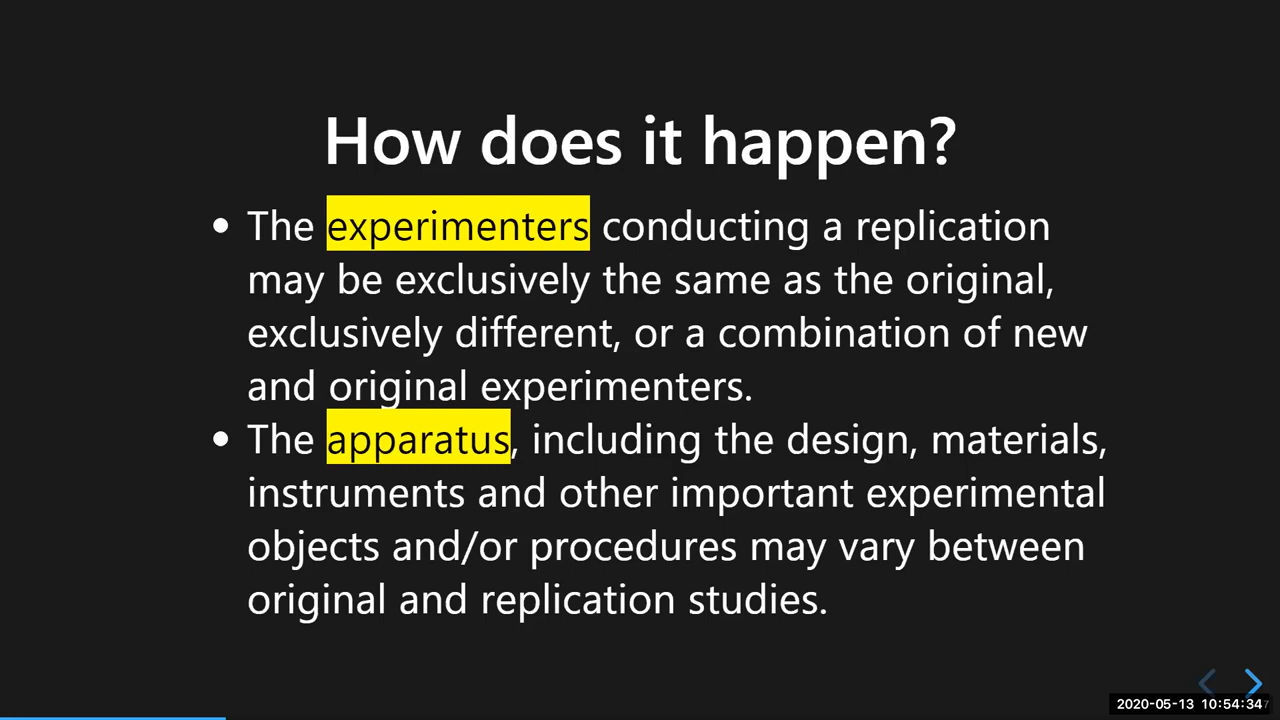 How does it happen?
• The experimenters conducting a replication
may be exclusively the same as the original,
exclusively different, or a combination of new
and original experimenters.
• The apparatus, including the design, materials,
instruments and other important experimental
objects and/or procedures may vary between
original and replication studies.
2020-05-13 10:54:34